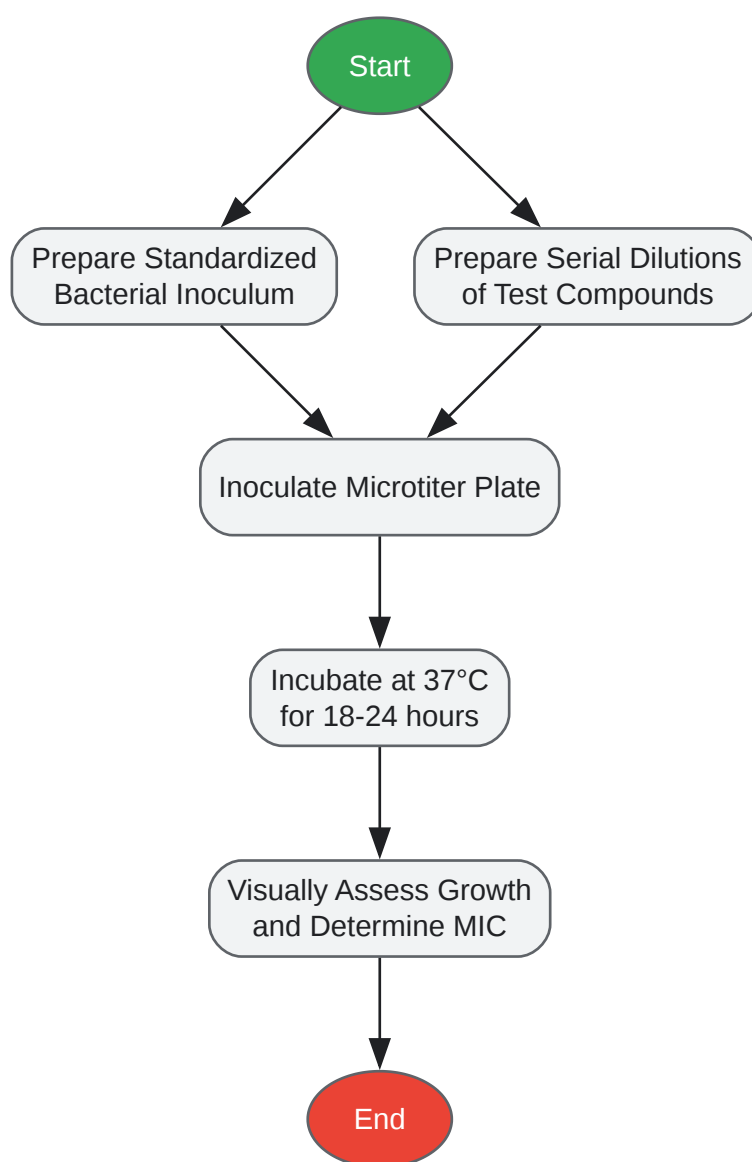 Start
Prepare Standardized
Bacterial Inoculum
Prepare Serial Dilutions
of Test Compounds
Inoculate Microtiter Plate
Incubate at 37°C
for 18-24 hours
Visually Assess Growth
and Determine MIC
End